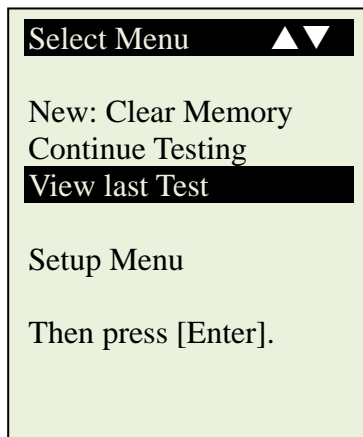 Select Menu ▲▼
New: Clear Memory
Continue Testing
View last Test
Setup Menu
Then press [Enter].